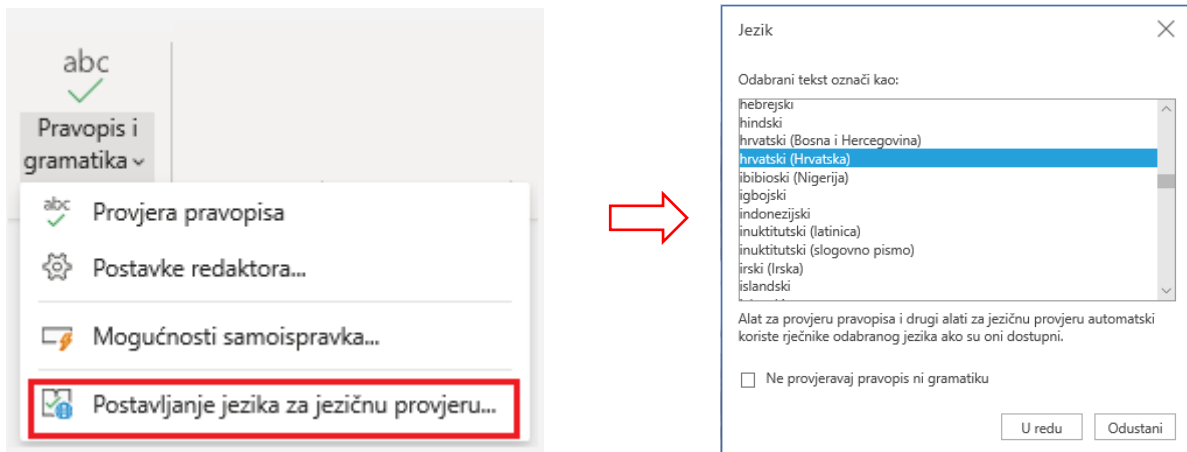 abc
Pravopis i
gramatika
abc
Provjera pravopisa
Postavke redaktora...
Mogućnosti samoispravka...
Postavljanje jezika za jezičnu provjeru...
Jezik
Odabrani tekst označi kao:
hebrejski
hindski
hrvatski (Bosna i Hercegovina)
hrvatski (Hrvatska)
ibibioski (Nigerija)
igbojski
indonezijski
inuktitutski (latinica)
inuktitutski (slogovno pismo)
irski (Irska)
islandski
Alat za provjeru pravopisa i drugi alati za jezičnu provjeru automatski
koriste rječnike odabranog jezika ako su oni dostupni.
Ne provjeravaj pravopis ni gramatiku
U redu
Odustani